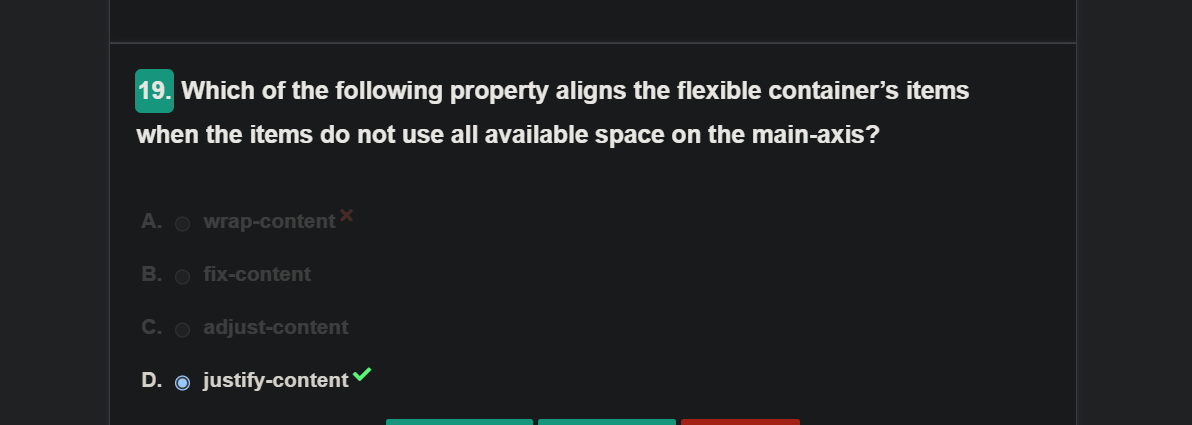 19. Which of the following property aligns the flexible container’s items
when the items do not use all available space on the main-axis?
A. wrap-content
B. fix-content
C. adjust-content
D. justify-content